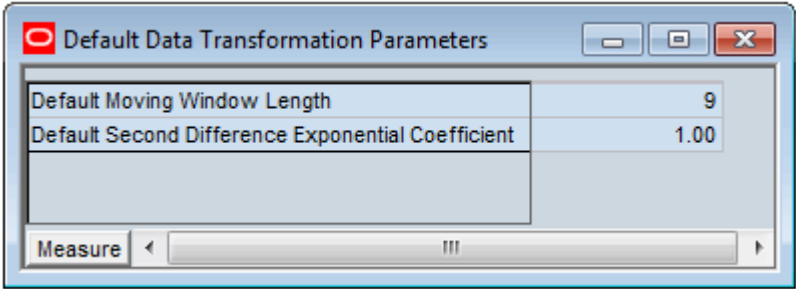 Default Data Transformation Parameters
Default Moving Window Length 9
Default Second Difference Exponential Coefficient 1.00
Measure